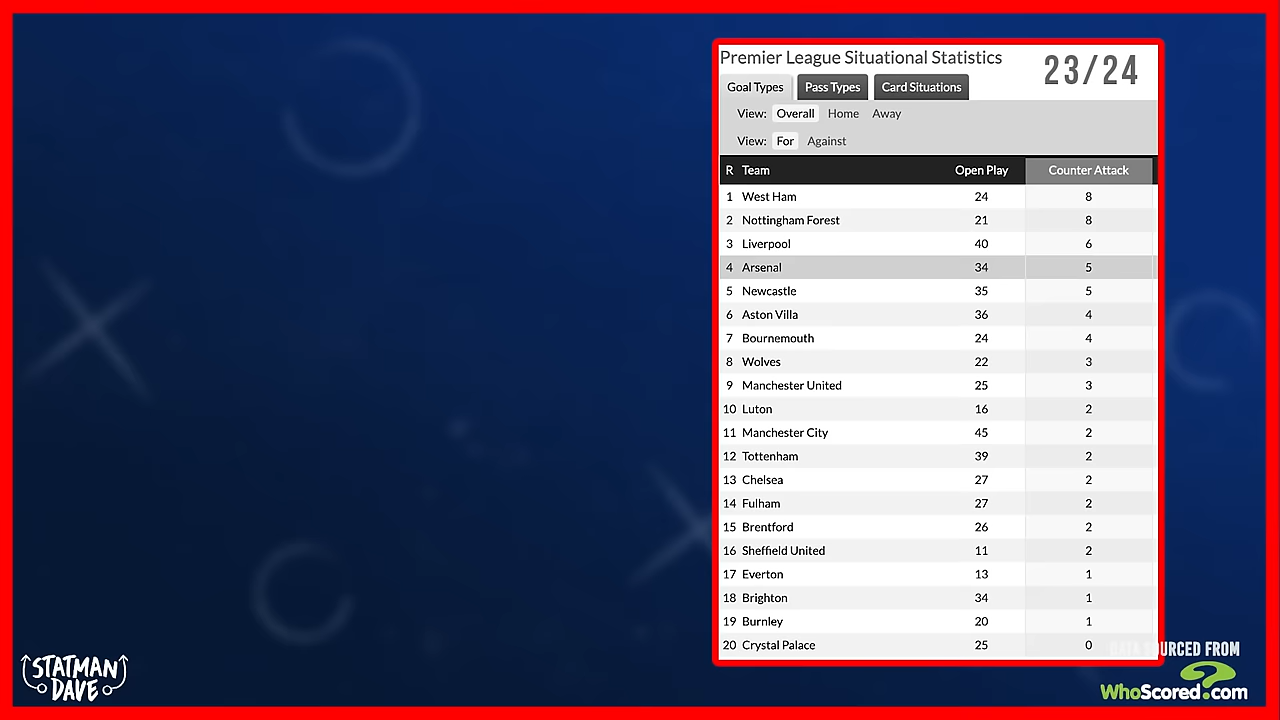 Premier League Situational Statistics
23/24
Goal Types Pass Types Card Situations
View: Overall Home Away
View: For Against
R Team Open Play Counter Attack
1 West Ham 24 8
2 Nottingham Forest 21 8
3 Liverpool 40 6
4 Arsenal 34 5
5 Newcastle 35 5
6 Aston Villa 36 4
7 Bournemouth 24 4
8 Wolves 22 3
9 Manchester United 25 3
10 Luton 16 2
11 Manchester City 45 2
12 Tottenham 39 2
13 Chelsea 27 2
14 Fulham 27 2
15 Brentford 26 2
16 Sheffield United 11 2
17 Everton 13 1
18 Brighton 34 1
19 Burnley 20 1
20 Crystal Palace 25 0
DATA SOURCED FROM
WhoScored.com
STATMAN
DAVE